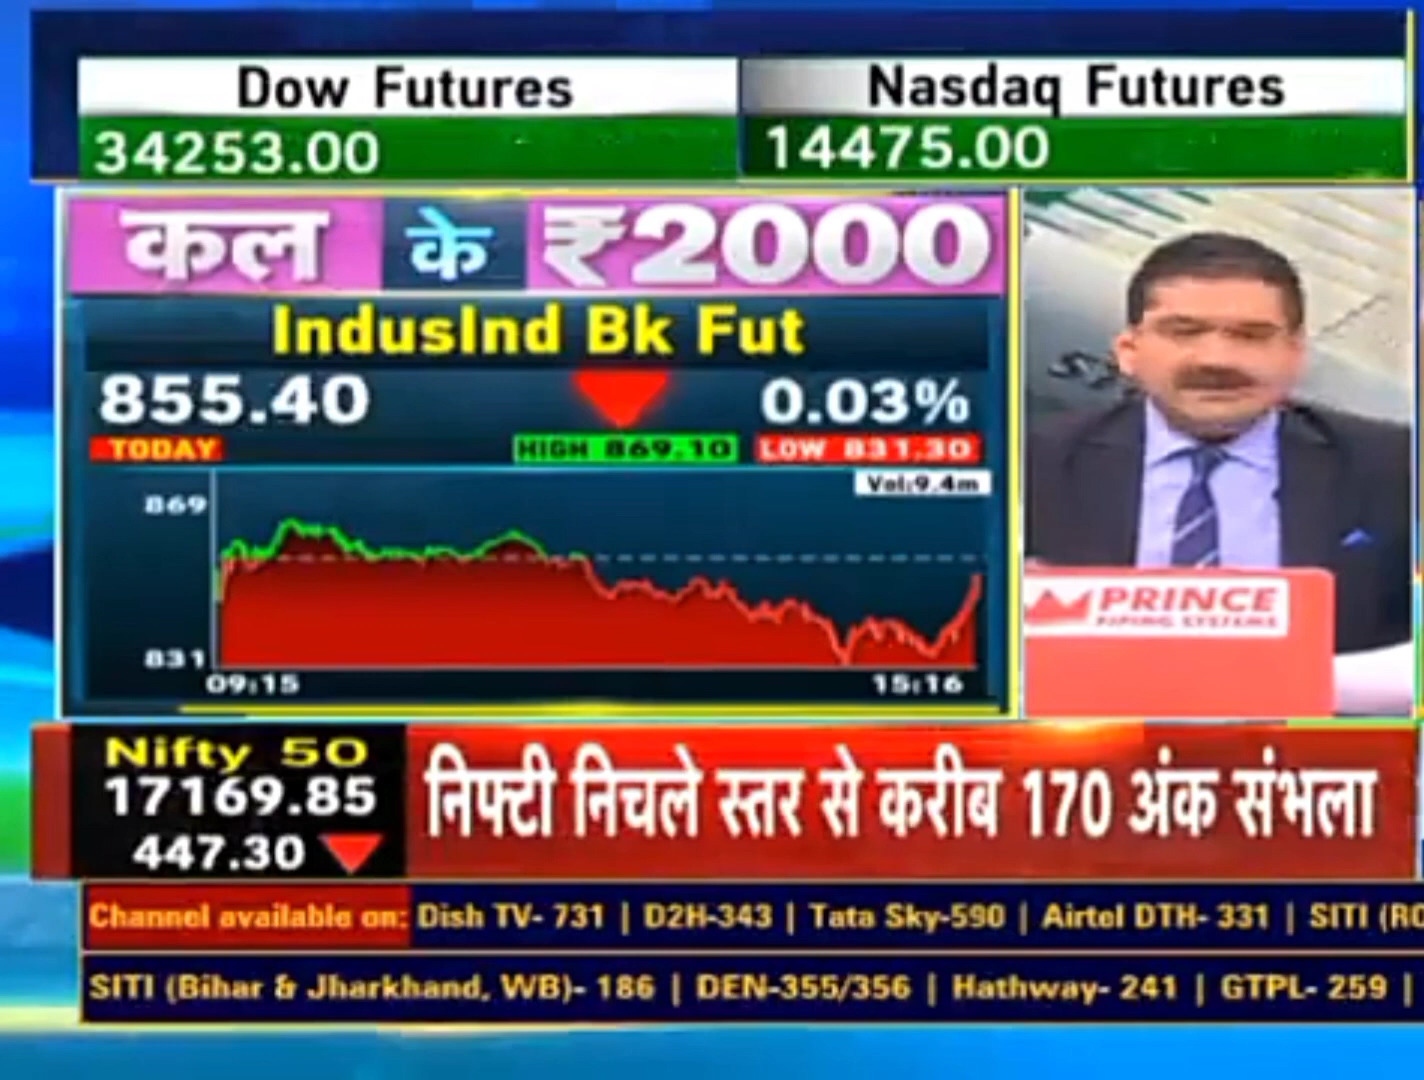 Dow Futures
Nasdaq Futures
34253.00
14475.00
कल के ₹2000
IndusInd Bk Fut
855.40
0.03%
TODAY
HIGH 869.10
LOW 831.30
Vol:9.4m
869
831
09:15
15:16
PRINCE
PIPING SYSTEMS
Nifty 50
17169.85
447.30
निफ्टी निचले स्तर से करीब 170 अंक संभला
Channel available on: Dish TV- 731 | D2H-343 | Tata Sky-590 | Airtel DTH- 331 | SITI (RO
SITI (Bihar & Jharkhand, WB)- 186 | DEN-355/356 | Hathway- 241 | GTPL- 259 |